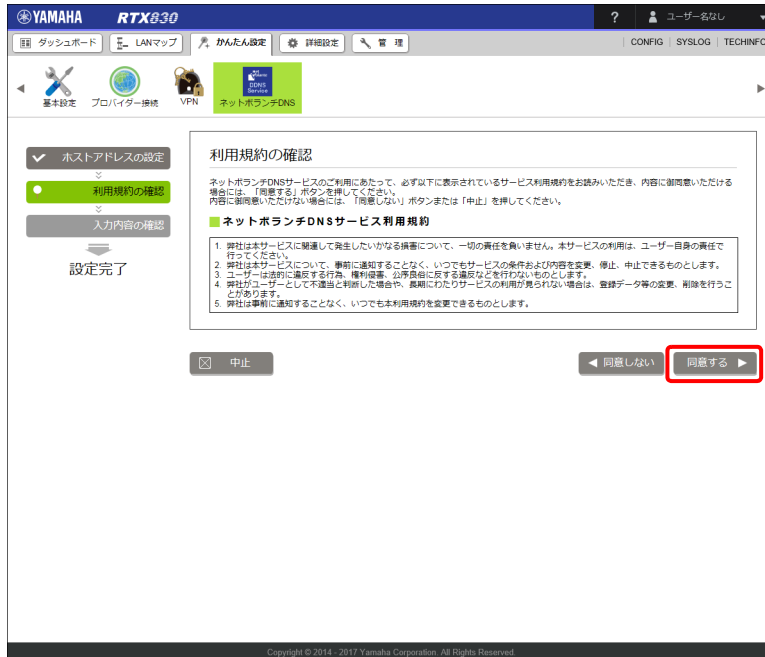 YAMAHA RTX830 ? ユーザー名なし
ダッシュボード LANマップ かんたん設定 詳細設定 管 理 CONFIG SYSLOG TECHINFO
基本設定 プロバイダー接続 VPN ネットボランチDNS
DDNS
Service
ホストアドレスの設定
利用規約の確認
入力内容の確認
設定完了
利用規約の確認
ネットボランチDNSサービスのご利用にあたって、必ず以下に表示されているサービス利用規約をお読みいただき、内容に御同意いただける
場合には、「同意する」ボタンを押してください。
内容に御同意いただけない場合には、「同意しない」ボタンまたは「中止」を押してください。
ネットボランチDNSサービス利用規約
1. 弊社は本サービスに関連して発生したいかなる損害について、一切の責任を負いません。本サービスの利用は、ユーザー自身の責任で
行ってください。
2. 弊社は本サービスについて、事前に通知することなく、いつでもサービスの条件および内容を変更、停止、中止できるものとします。
3. ユーザーは法的に違反する行為、権利侵害、公序良俗に反する違反などを行わないものとします。
4. 弊社がユーザーとして不適当と判断した場合や、長期にわたりサービスの利用が見られない場合は、登録データ等の変更、削除を行うこ
とがあります。
5. 弊社は事前に通知することなく、いつでも本利用規約を変更できるものとします。
中止 同意しない 同意する
Copyright © 2014 - 2017 Yamaha Corporation. All Rights Reserved.